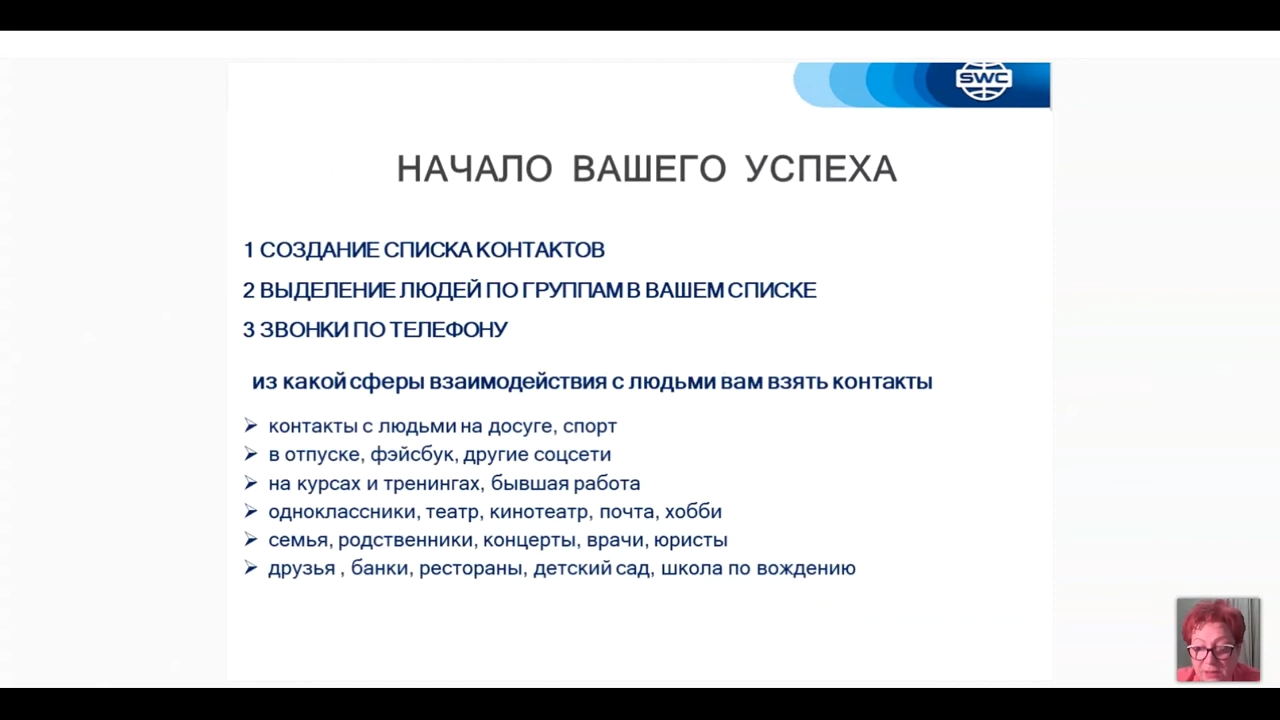 SWC
НАЧАЛО ВАШЕГО УСПЕХА
1 СОЗДАНИЕ СПИСКА КОНТАКТОВ
2 ВЫДЕЛЕНИЕ ЛЮДЕЙ ПО ГРУППАМ В ВАШЕМ СПИСКЕ
3 ЗВОНКИ ПО ТЕЛЕФОНУ
из какой сферы взаимодействия с людьми вам взять контакты
➢ контакты с людьми на досуге, спорт
➢ в отпуске, фэйсбук, другие соцсети
➢ на курсах и тренингах, бывшая работа
➢ одноклассники, театр, кинотеатр, почта, хобби
➢ семья, родственники, концерты, врачи, юристы
➢ друзья , банки, рестораны, детский сад, школа по вождению